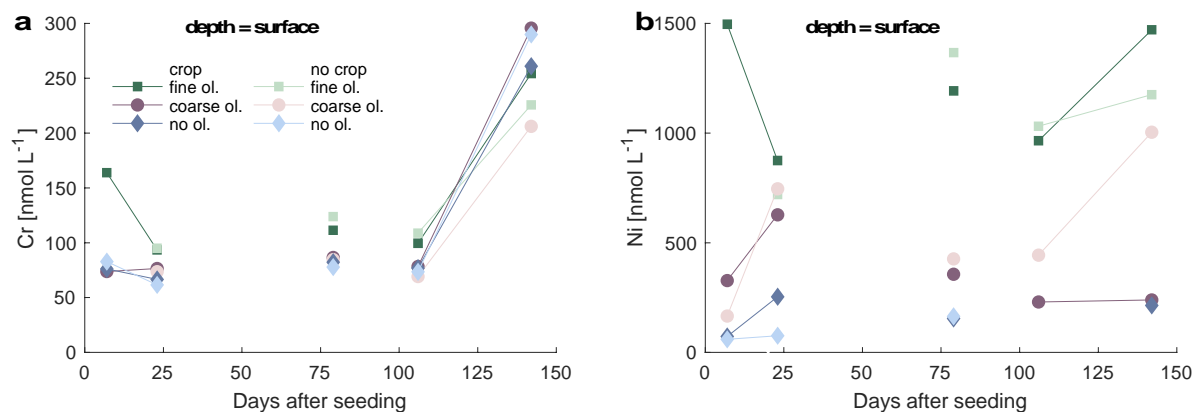 a
depth = surface
crop
no crop
fine ol.
fine ol.
coarse ol.
coarse ol.
no ol.
no ol.
300
250
200
150
100
50
0
Cr [nmol L⁻¹]
0 25 50 75 100 125 150
Days after seeding
b
depth = surface
1500
1000
500
0
Ni [nmol L⁻¹]
0 25 50 75 100 125 150
Days after seeding